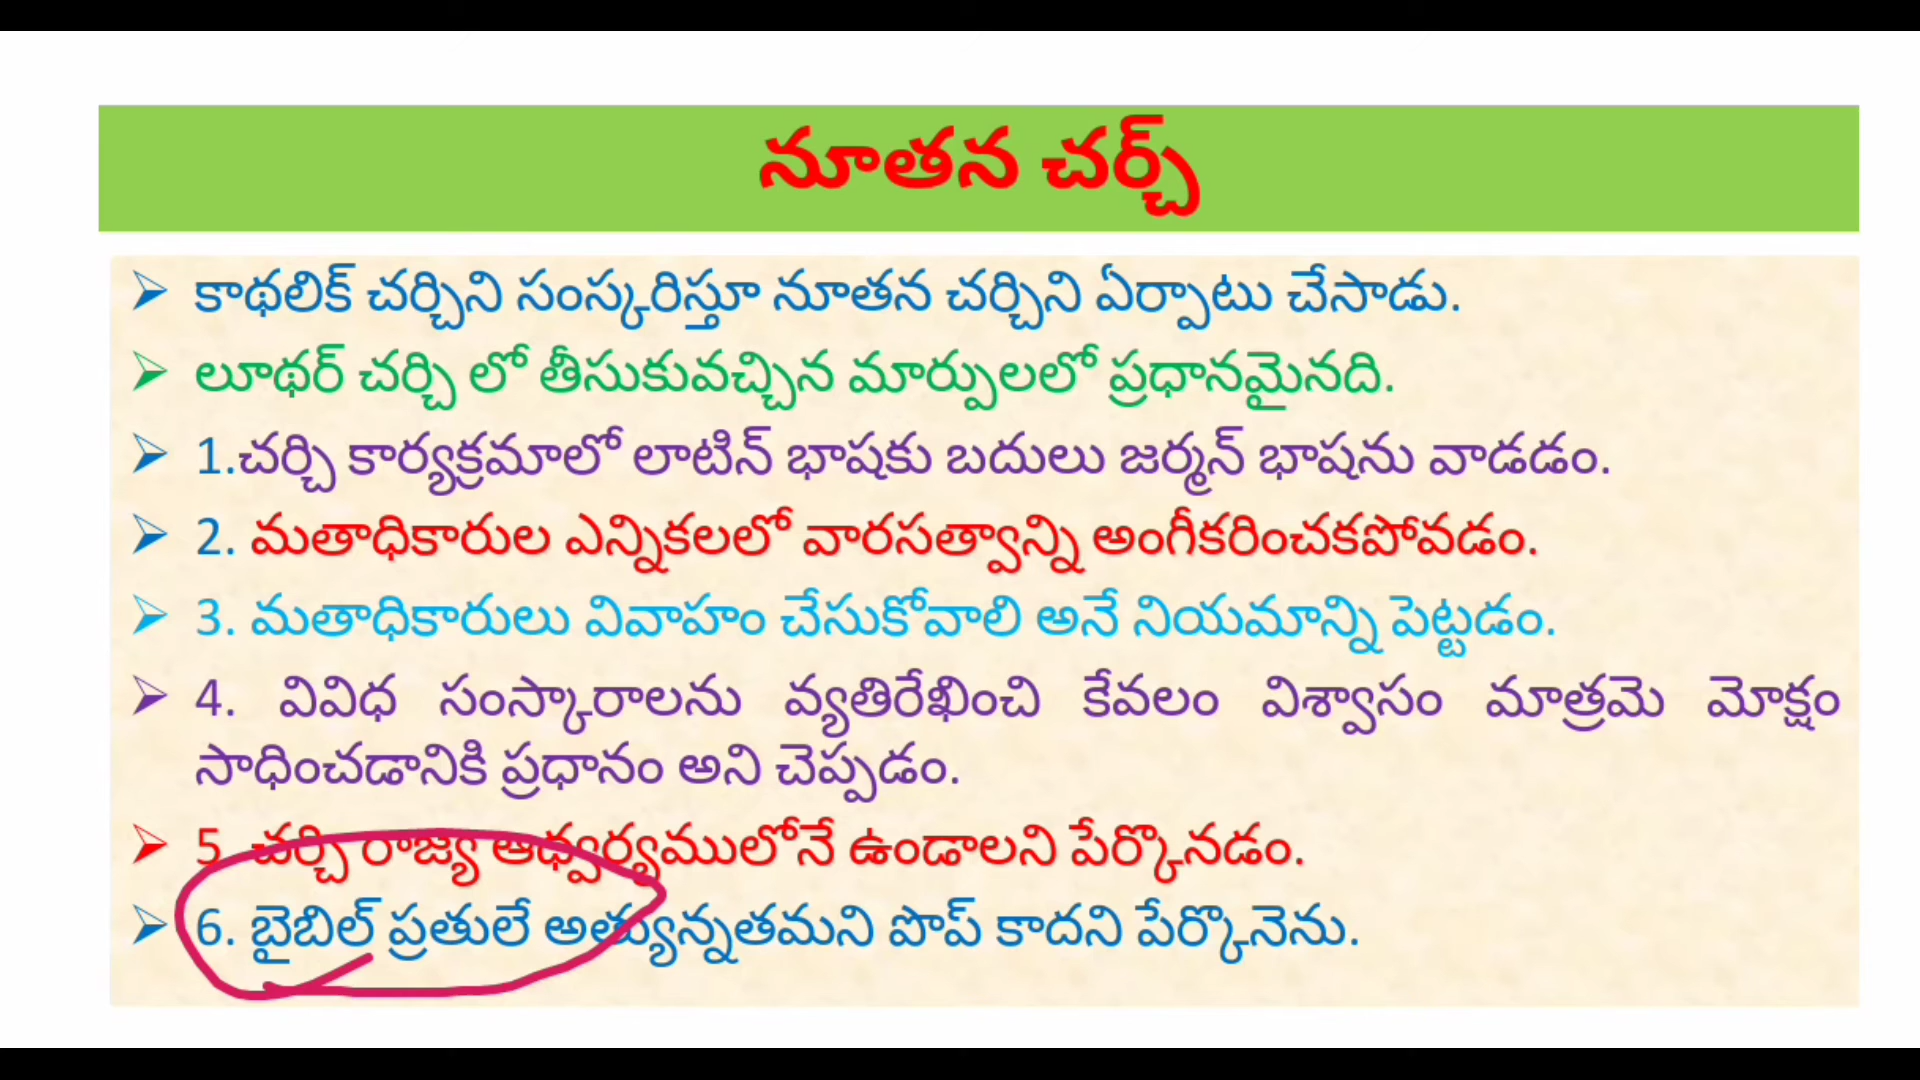 నూతన చర్చ్
కాథలిక్ చర్చిని సంస్కరిస్తూ నూతన చర్చిని ఏర్పాటు చేసాడు.
లూథర్ చర్చి లో తీసుకువచ్చిన మార్పులలో ప్రధానమైనది.
1.చర్చి కార్యక్రమాలో లాటిన్ భాషకు బదులు జర్మన్ భాషను వాడడం.
2. మతాధికారుల ఎన్నికలలో వారసత్వాన్ని అంగీకరించకపోవడం.
3. మతాధికారులు వివాహం చేసుకోవాలి అనే నియమాన్ని పెట్టడం.
4. వివిధ సంస్కారాలను వ్యతిరేఖించి కేవలం విశ్వాసం మాత్రమె మోక్షం
సాధించడానికి ప్రధానం అని చెప్పడం.
5. చర్చి రాజ్య ఆధ్వర్యములోనే ఉండాలని పేర్కొనడం.
6. బైబిల్ ప్రతులే అత్యున్నతమని పొప్ కాదని పేర్కొనెను.